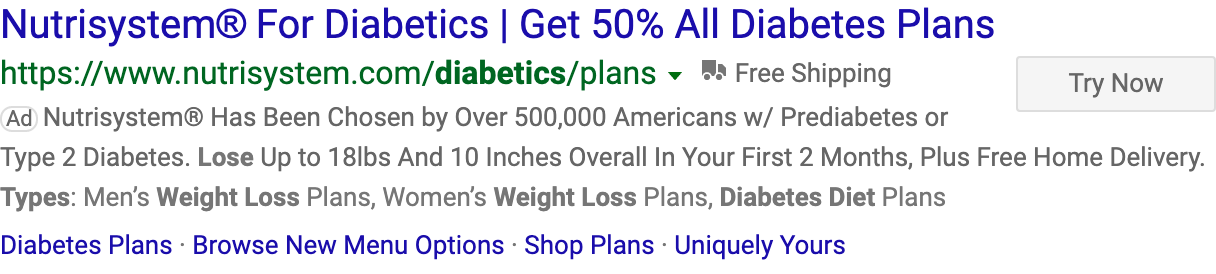 Nutrisystem® For Diabetics | Get 50% All Diabetes Plans
https://www.nutrisystem.com/diabetics/plans Free Shipping
Try Now
Ad Nutrisystem® Has Been Chosen by Over 500,000 Americans w/ Prediabetes or
Type 2 Diabetes. Lose Up to 18lbs And 10 Inches Overall In Your First 2 Months, Plus Free Home Delivery.
Types: Men’s Weight Loss Plans, Women’s Weight Loss Plans, Diabetes Diet Plans
Diabetes Plans · Browse New Menu Options · Shop Plans · Uniquely Yours